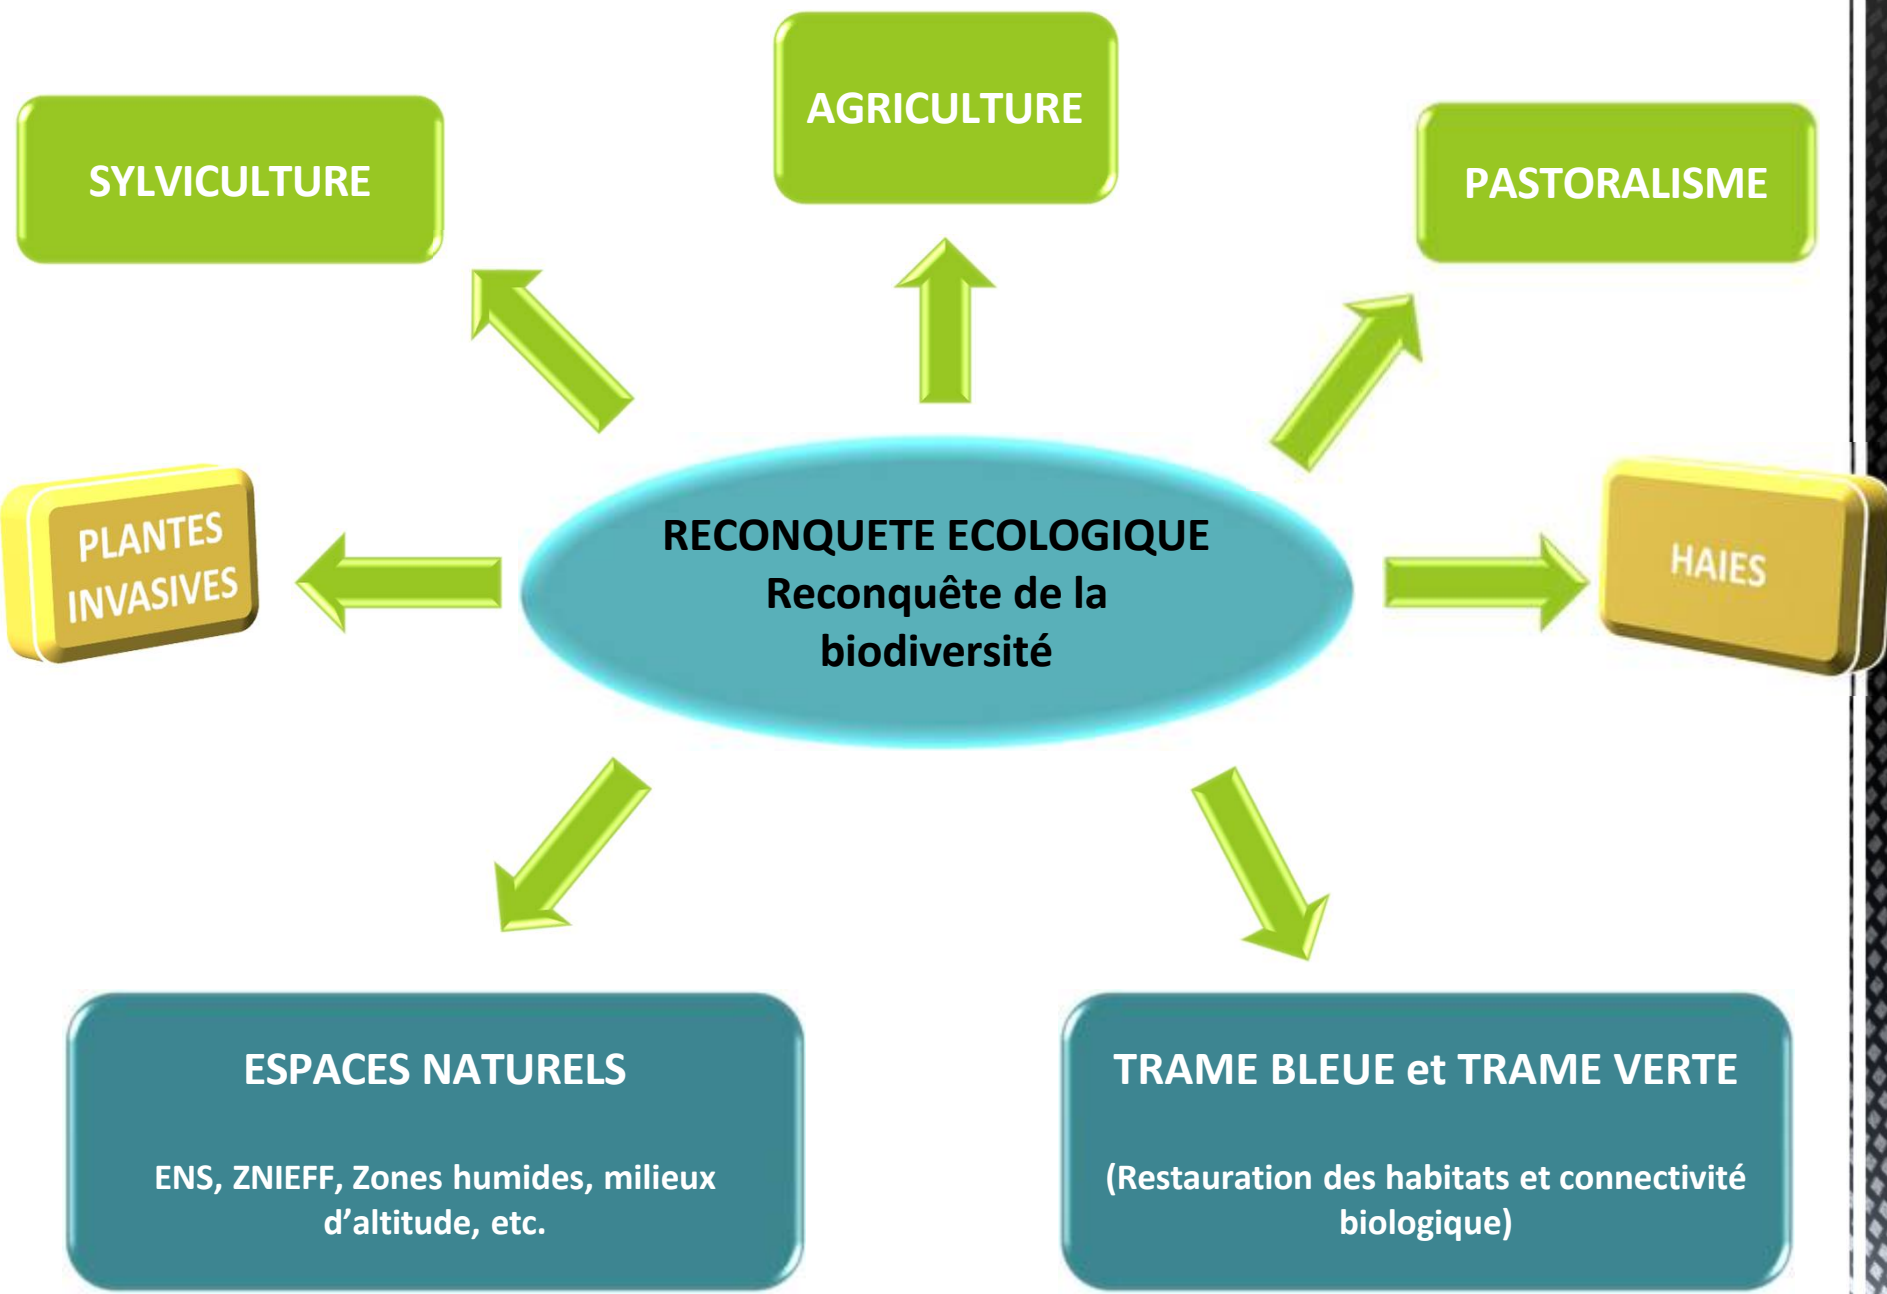 AGRICULTURE
SYLVICULTURE
PASTORALISME
PLANTES
INVASIVES
RECONQUETE ECOLOGIQUE
Reconquête de la
biodiversité
HAIES
ESPACES NATURELS
ENS, ZNIEFF, Zones humides, milieux
d’altitude, etc.
TRAME BLEUE et TRAME VERTE
(Restauration des habitats et connectivité
biologique)